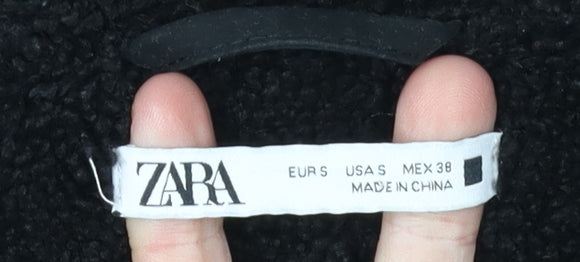 ZARA
EUR S USA S MEX 38
MADE IN CHINA